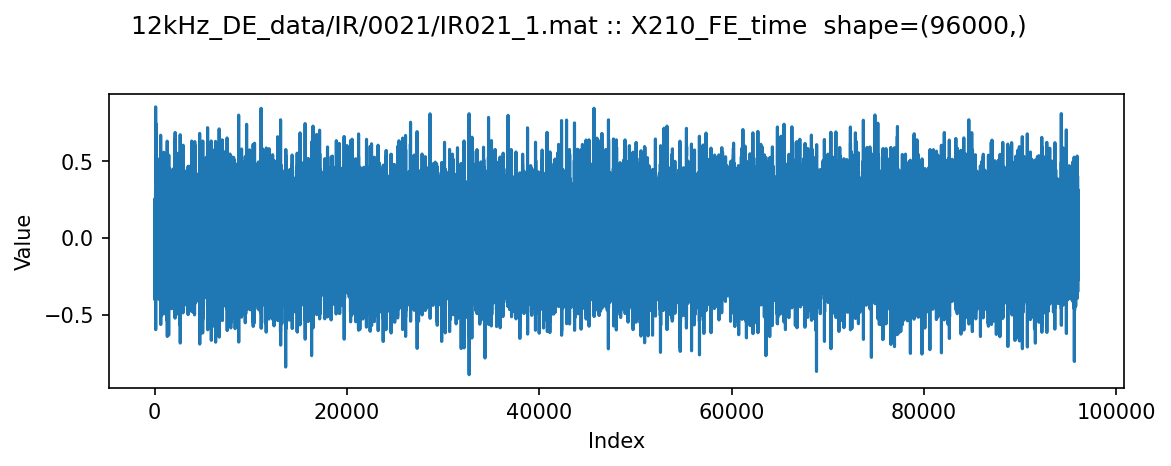 12kHz_DE_data/IR/0021/IR021_1.mat :: X210_FE_time  shape=(96000,)
0.5
0.0
−0.5
Value
0 20000 40000 60000 80000 100000
Index